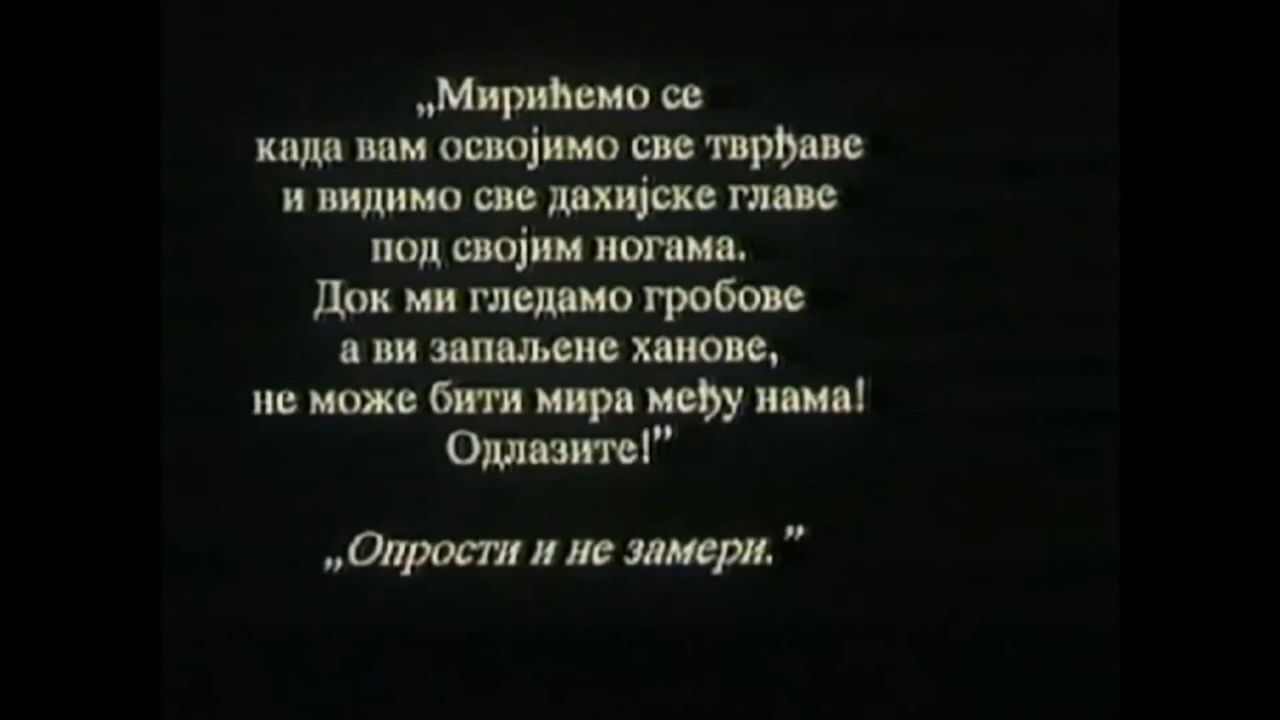 „Мирићемо се
када вам освојимо све тврђаве
и видимо све дахијске главе
под својим ногама.
Док ми гледамо гробове
а ви запаљене ханове,
не може бити мира међу нама!
Одлазите!”
„Опрости и не замери.”